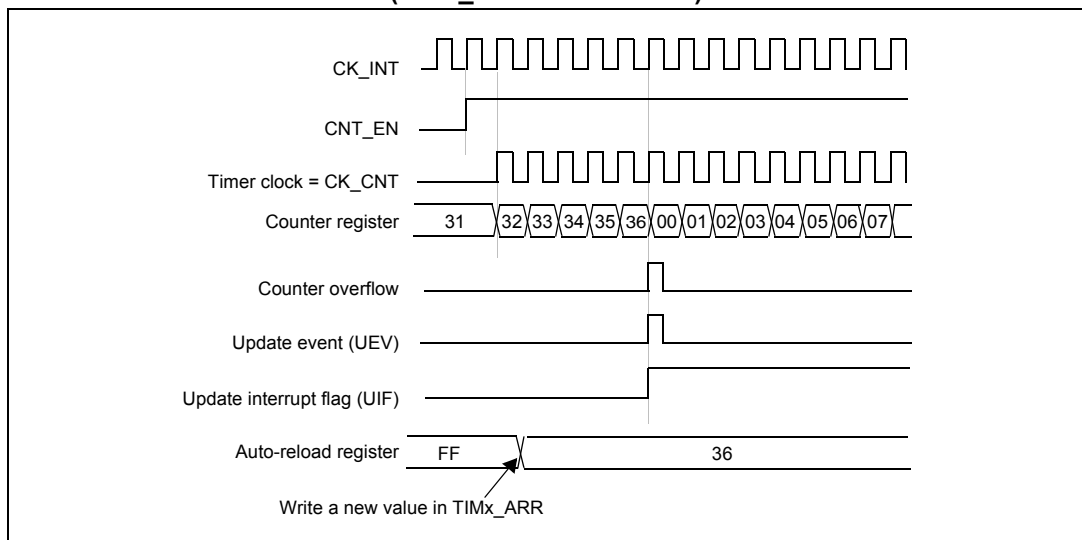 CK_INT
CNT_EN
Timer clock = CK_CNT
Counter register 31 32 33 34 35 36 00 01 02 03 04 05 06 07
Counter overflow
Update event (UEV)
Update interrupt flag (UIF)
Auto-reload register FF 36
Write a new value in TIMx_ARR